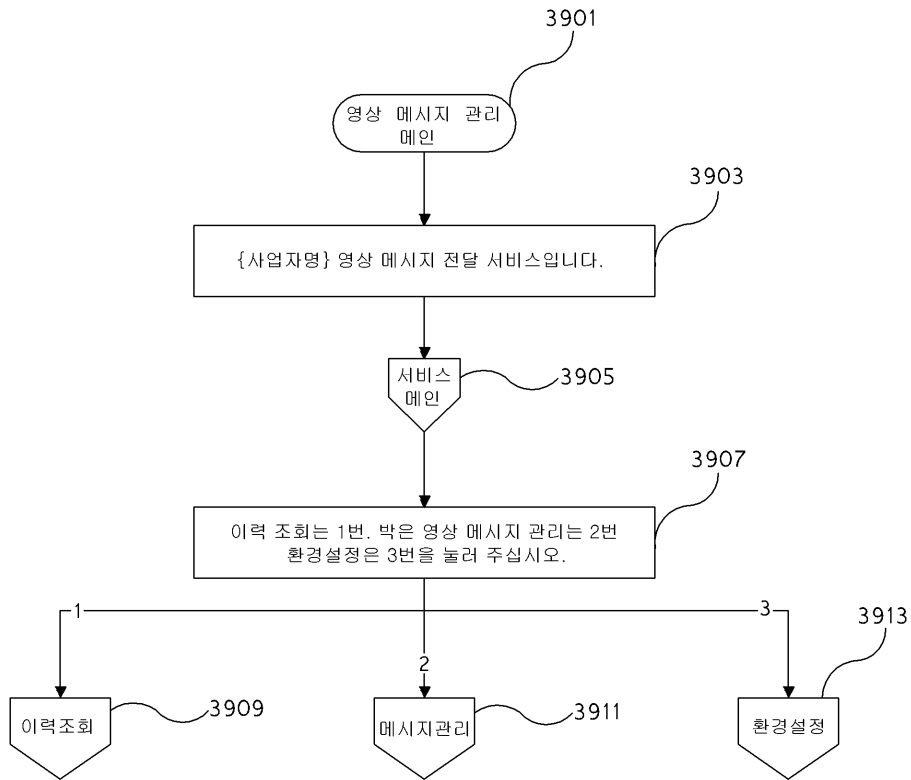 3901
영상 메시지 관리
메인
3903
{사업자명} 영상 메시지 전달 서비스입니다.
서비스
메인
3905
3907
이력 조회는 1번. 박은 영상 메시지 관리는 2번
환경설정은 3번을 눌러 주십시오.
1
3
3913
2
이력조회
3909
메시지관리
3911
환경설정